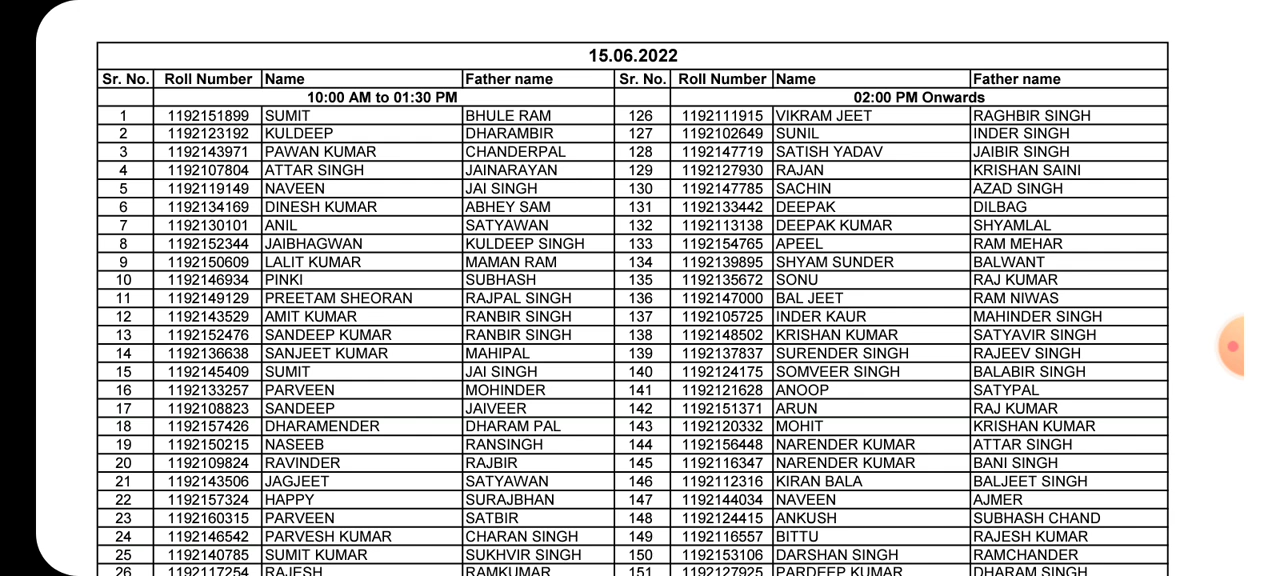 15.06.2022
Sr. No. Roll Number Name Father name Sr. No. Roll Number Name Father name
10:00 AM to 01:30 PM 02:00 PM Onwards
1 1192151899 SUMIT BHULE RAM 126 1192111915 VIKRAM JEET RAGHBIR SINGH
2 1192123192 KULDEEP DHARAMBIR 127 1192102649 SUNIL INDER SINGH
3 1192143971 PAWAN KUMAR CHANDERPAL 128 1192147719 SATISH YADAV JAIBIR SINGH
4 1192107804 ATTAR SINGH JAINARAYAN 129 1192127930 RAJAN KRISHAN SAINI
5 1192119149 NAVEEN JAI SINGH 130 1192147785 SACHIN AZAD SINGH
6 1192134169 DINESH KUMAR ABHEY SAM 131 1192133442 DEEPAK DILBAG
7 1192130101 ANIL SATYAWAN 132 1192113138 DEEPAK KUMAR SHYAMLAL
8 1192152344 JAIBHAGWAN KULDEEP SINGH 133 1192154765 APEEL RAM MEHAR
9 1192150609 LALIT KUMAR MAMAN RAM 134 1192139895 SHYAM SUNDER BALWANT
10 1192146934 PINKI SUBHASH 135 1192135672 SONU RAJ KUMAR
11 1192149129 PREETAM SHEORAN RAJPAL SINGH 136 1192147000 BAL JEET RAM NIWAS
12 1192143529 AMIT KUMAR RANBIR SINGH 137 1192105725 INDER KAUR MAHINDER SINGH
13 1192152476 SANDEEP KUMAR RANBIR SINGH 138 1192148502 KRISHAN KUMAR SATYAVIR SINGH
14 1192136638 SANJEET KUMAR MAHIPAL 139 1192137837 SURENDER SINGH RAJEEV SINGH
15 1192145409 SUMIT JAI SINGH 140 1192124175 SOMVEER SINGH BALABIR SINGH
16 1192133257 PARVEEN MOHINDER 141 1192121628 ANOOP SATYPAL
17 1192108823 SANDEEP JAIVEER 142 1192151371 ARUN RAJ KUMAR
18 1192157426 DHARAMENDER DHARAM PAL 143 1192120332 MOHIT KRISHAN KUMAR
19 1192150215 NASEEB RANSINGH 144 1192156448 NARENDER KUMAR ATTAR SINGH
20 1192109824 RAVINDER RAJBIR 145 1192116347 NARENDER KUMAR BANI SINGH
21 1192143506 JAGJEET SATYAWAN 146 1192112316 KIRAN BALA BALJEET SINGH
22 1192157324 HAPPY SURAJBHAN 147 1192144034 NAVEEN AJMER
23 1192160315 PARVEEN SATBIR 148 1192124415 ANKUSH SUBHASH CHAND
24 1192146542 PARVESH KUMAR CHARAN SINGH 149 1192116557 BITTU RAJESH KUMAR
25 1192140785 SUMIT KUMAR SUKHVIR SINGH 150 1192153106 DARSHAN SINGH RAMCHANDER
26 1192117254 RAJESH RAMKUMAR 151 1192127925 PARDEEP KUMAR DHARAM SINGH